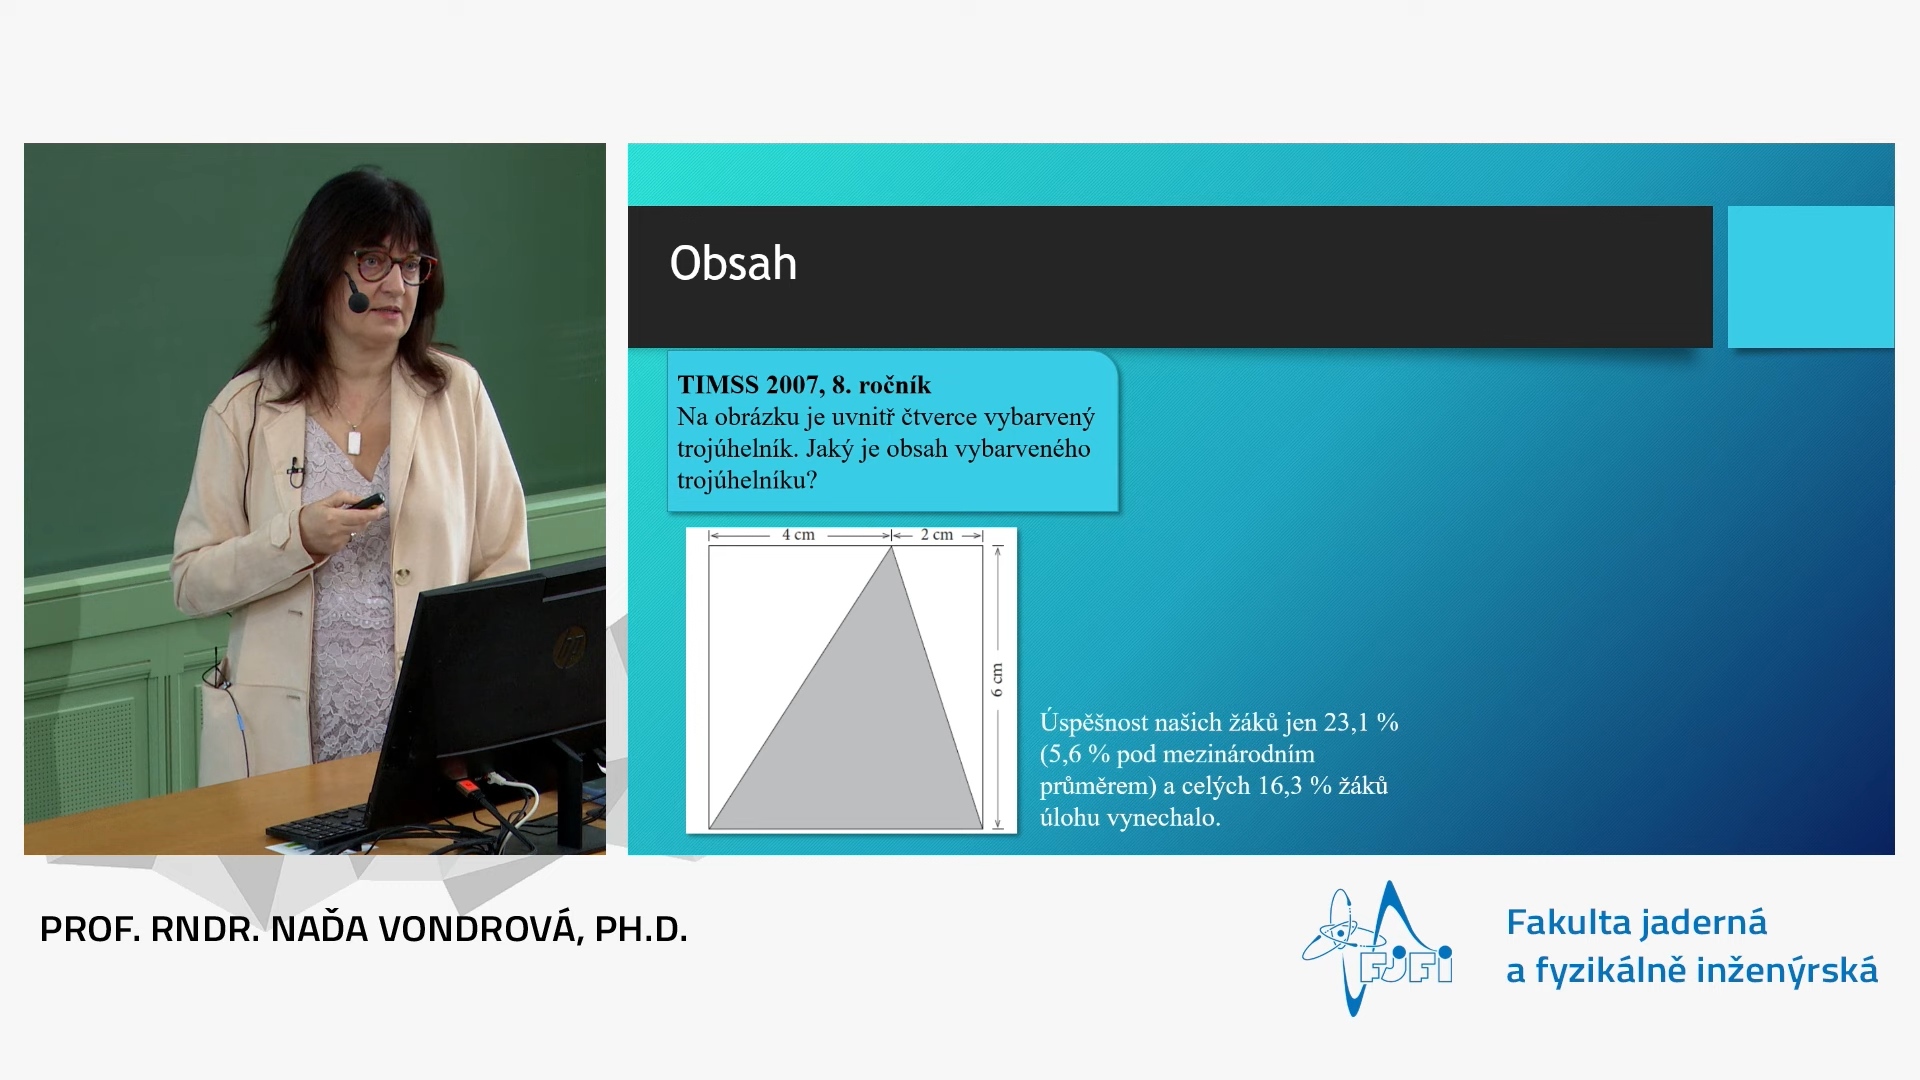 Obsah
TIMSS 2007, 8. ročník
Na obrázku je uvnitř čtverce vybarvený
trojúhelník. Jaký je obsah vybarveného
trojúhelníku?
4 cm
2 cm
6 cm
Úspěšnost našich žáků jen 23,1 %
(5,6 % pod mezinárodním
průměrem) a celých 16,3 % žáků
úlohu vynechalo.
hp
PROF. RNDR. NAĎA VONDROVÁ, PH.D.
FJFI
Fakulta jaderná
a fyzikálně inženýrská